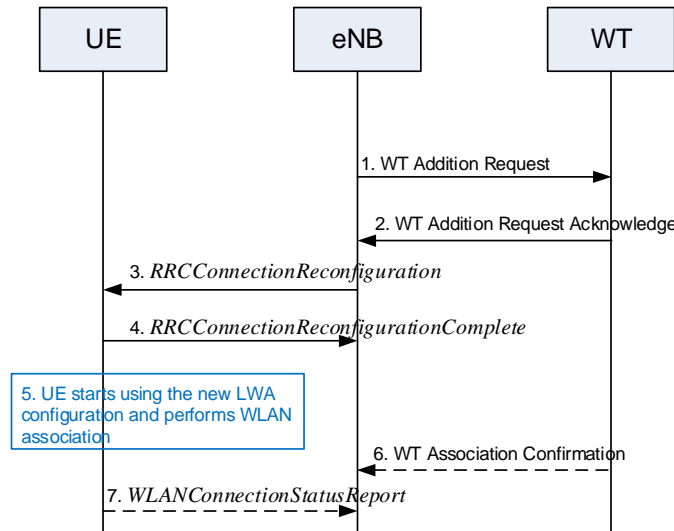 UE
eNB
WT
1. WT Addition Request
2. WT Addition Request Acknowledge
3. RRCConnectionReconfiguration
4. RRCConnectionReconfigurationComplete
5. UE starts using the new LWA
configuration and performs WLAN
association
6. WT Association Confirmation
7. WLANConnectionStatusReport